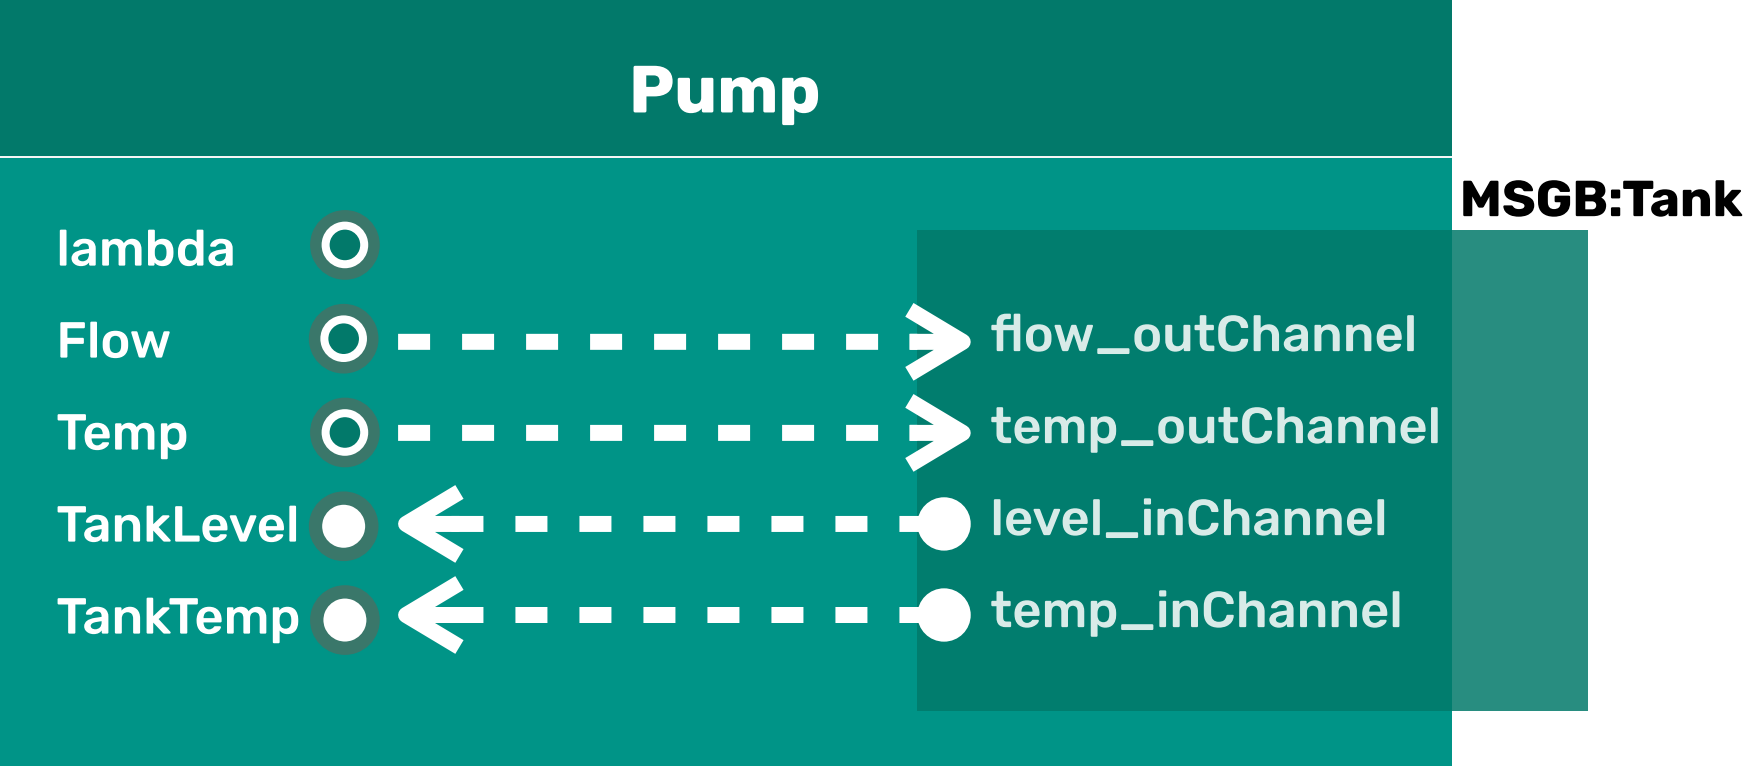 Pump
MSGB:Tank
lambda
Flow
flow_outChannel
Temp
temp_outChannel
TankLevel
level_inChannel
TankTemp
temp_inChannel